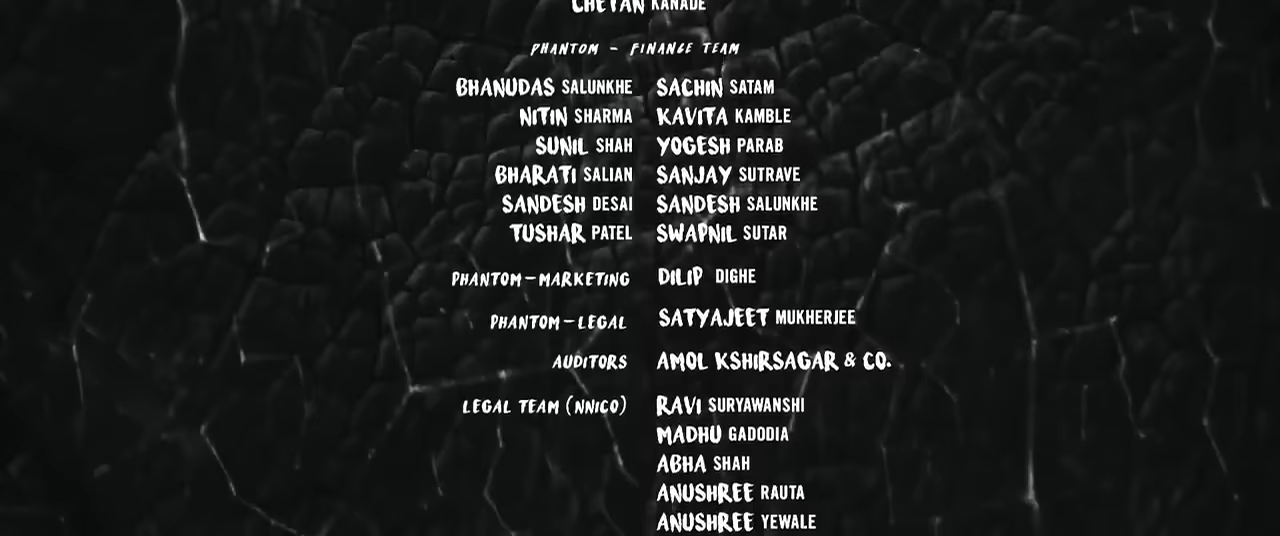 CHETAN KANADE
PHANTOM - FINANCE TEAM
BHANUDAS SALUNKHE SACHIN SATAM
NITIN SHARMA KAVITA KAMBLE
SUNIL SHAH YOGESH PARAB
BHARATI SALIAN SANJAY SUTRAVE
SANDESH DESAI SANDESH SALUNKHE
TUSHAR PATEL SWAPNIL SUTAR
PHANTOM-MARKETING DILIP DIGHE
PHANTOM-LEGAL SATYAJEET MUKHERJEE
AUDITORS AMOL KSHIRSAGAR & CO.
LEGAL TEAM (NNICO) RAVI SURYAWANSHI
MADHU GADODIA
ABHA SHAH
ANUSHREE RAUTA
ANUSHREE YEWALE